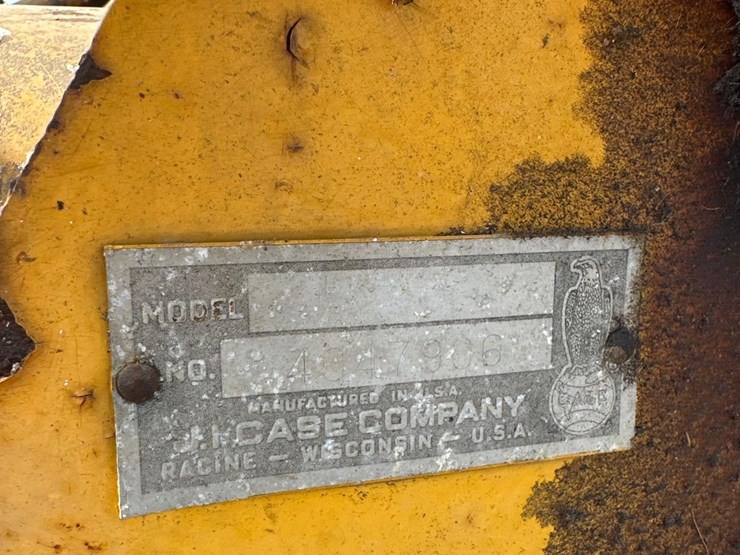 MODEL
NO.
MANUFACTURED IN U.S.A.
J.I. CASE COMPANY
RACINE — WISCONSIN — U.S.A.
CASE